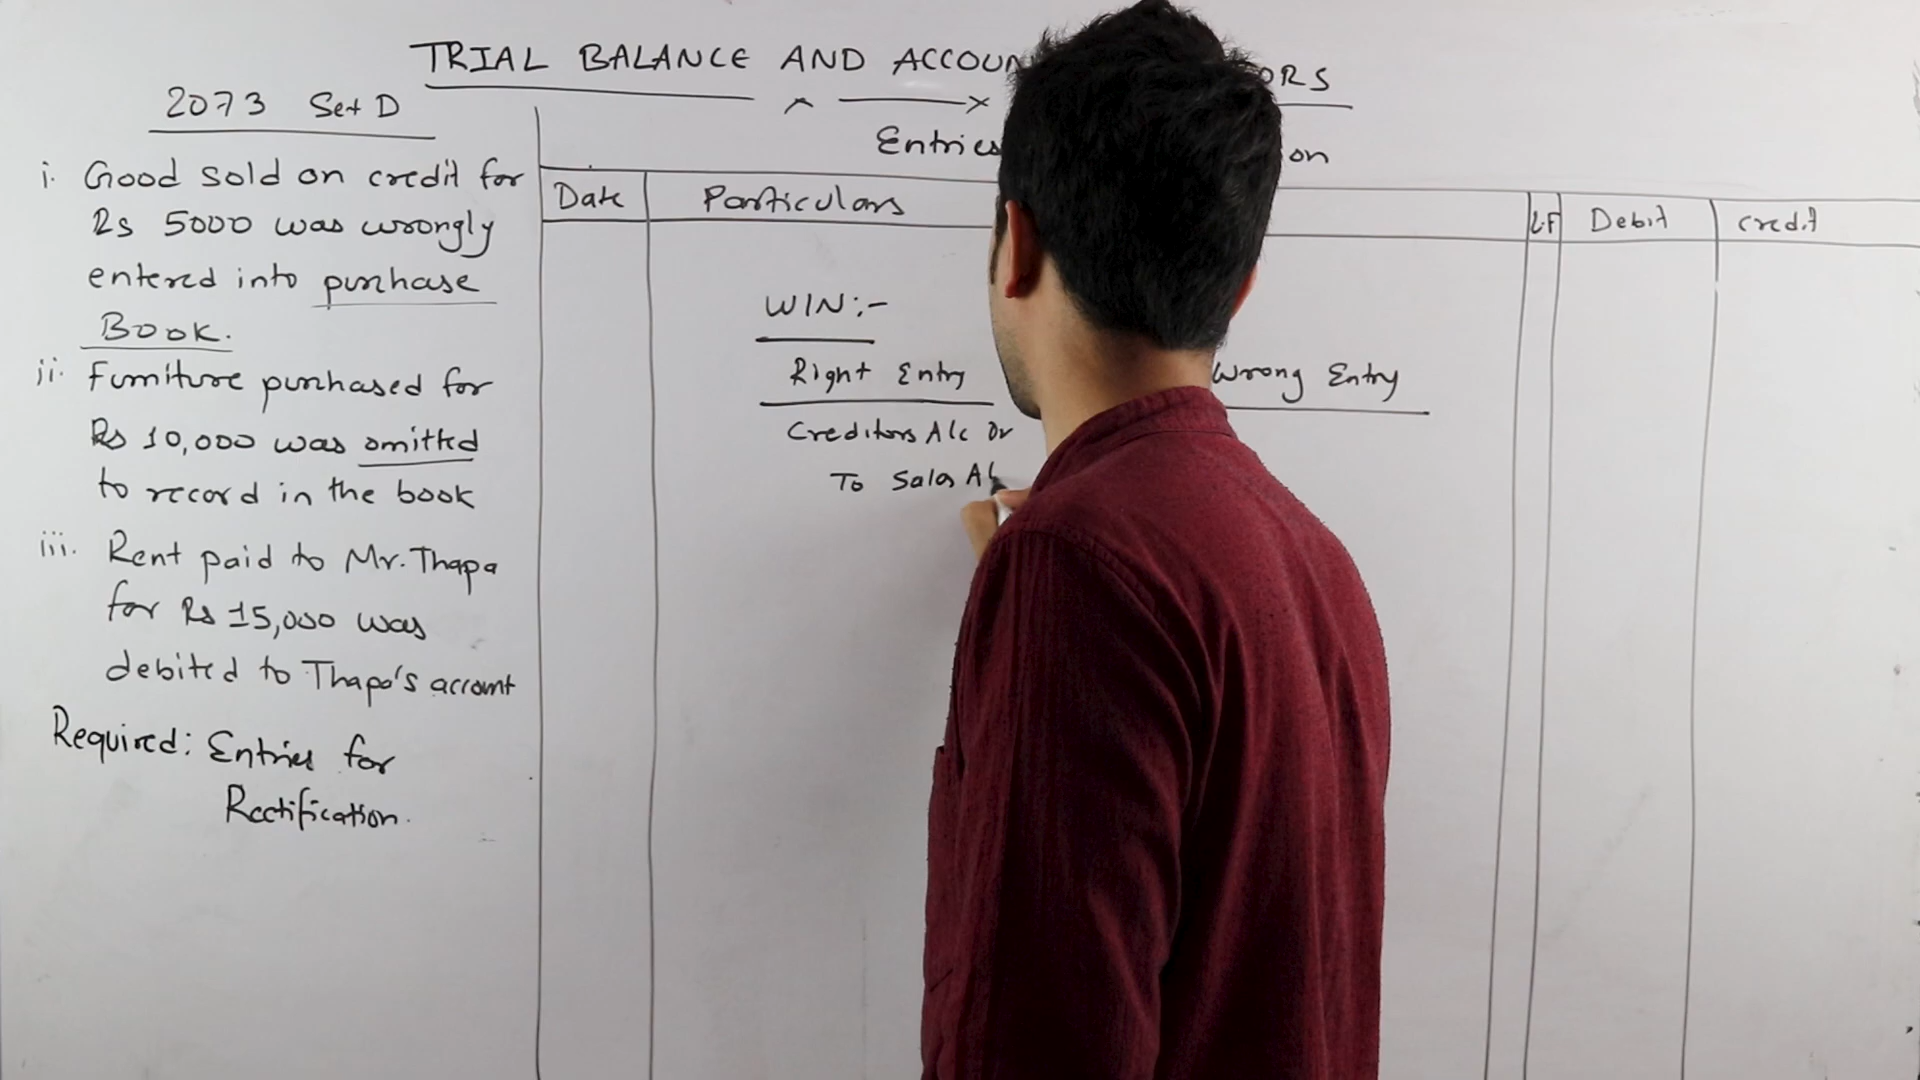 TRIAL BALANCE AND ACCOUN ORS
2073 Set D
i. Good sold on credit for
Rs 5000 was wrongly
entered into purchase
Book.
ii. Furniture purchased for
Rs 10,000 was omitted
to record in the book
iii. Rent paid to Mr. Thapa
for Rs 15,000 was
debited to Thapa's account
Required: Entries for
Rectification.
Entries on
Date Particulars L.F Debit Credit
WIN:-
Right Entry Wrong Entry
Creditors A/c Dr
To Sales A/